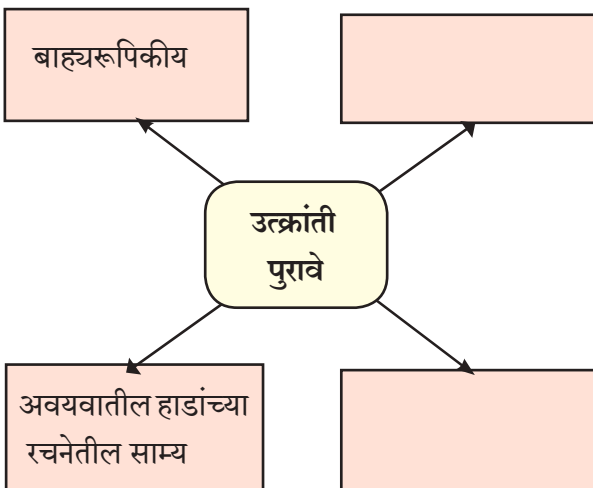 बाह्यरूपिकीय
उत्क्रांती
पुरावे
अवयवातील हाडांच्या
रचनेतील साम्य